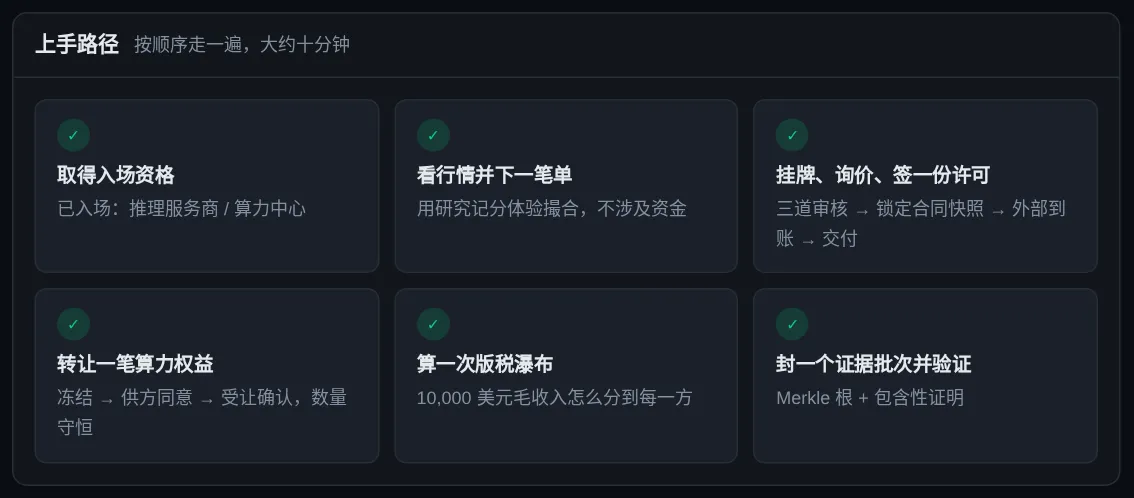 上手路径 按顺序走一遍，大约十分钟
✓
取得入场资格
已入场：推理服务商 / 算力中心
✓
看行情并下一笔单
用研究记分体验撮合，不涉及资金
✓
挂牌、询价、签一份许可
三道审核 → 锁定合同快照 → 外部到
账 → 交付
✓
转让一笔算力权益
冻结 → 供方同意 → 受让确认，数量
守恒
✓
算一次版税瀑布
10,000 美元毛收入怎么分到每一方
✓
封一个证据批次并验证
Merkle 根 + 包含性证明